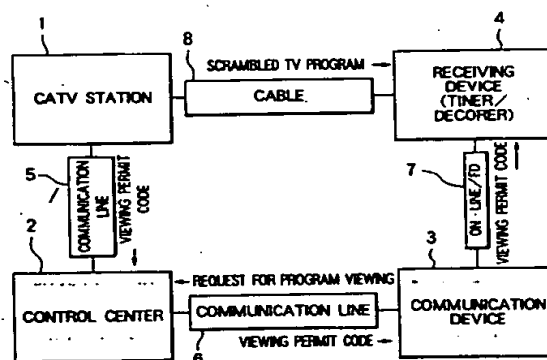 1
CATV STATION
8
SCRAMBLED TV PROGRAM →
CABLE
4
RECEIVING
DEVICE
(TINER/
DECORER)
5
COMMUNICATION
LINE
VIEWING PERMIT
CODE
↓
7
ON-LINE/FD
VIEWING PERMIT
CODE
↑
2
CONTROL CENTER
← REQUEST FOR PROGRAM VIEWING
COMMUNICATION LINE
6
VIEWING PERMIT CODE →
3
COMMUNICATION
DEVICE